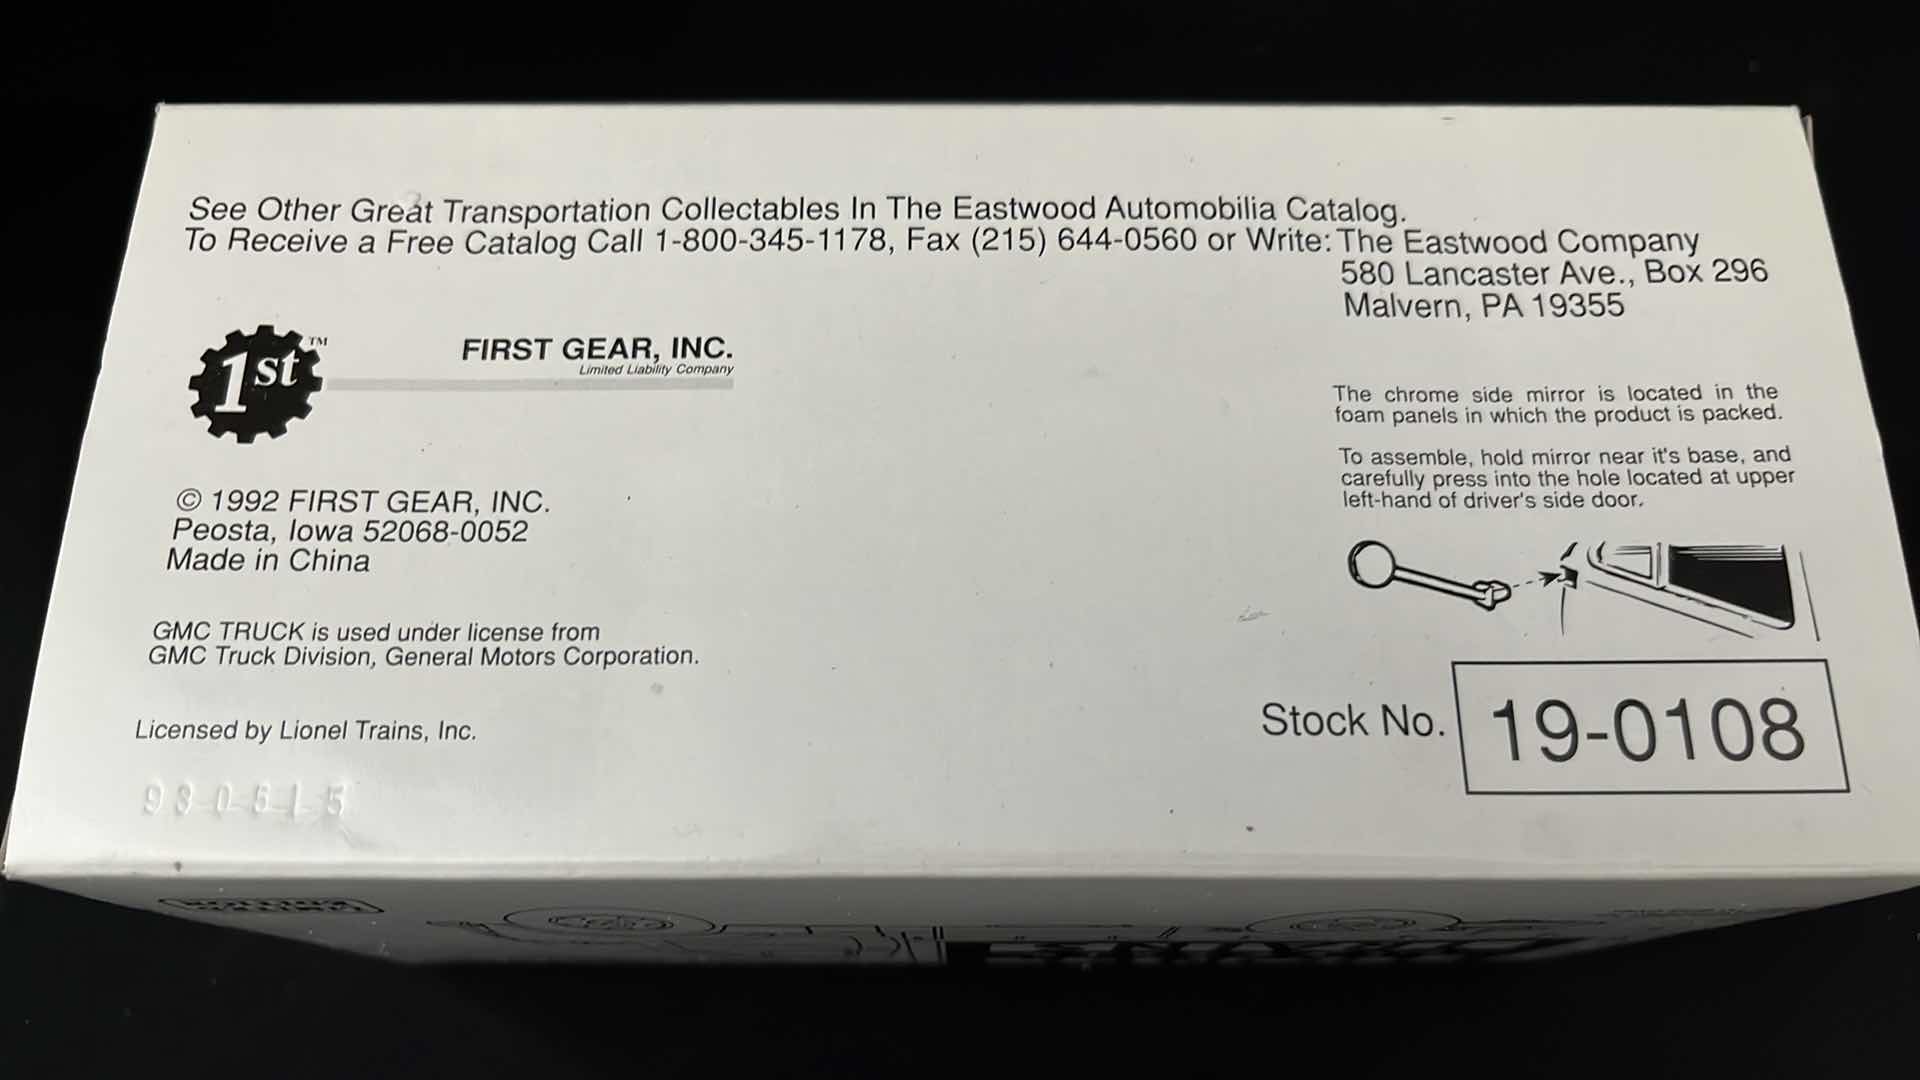 See Other Great Transportation Collectables In The Eastwood Automobilia Catalog.
To Receive a Free Catalog Call 1-800-345-1178, Fax (215) 644-0560 or Write: The Eastwood Company
580 Lancaster Ave., Box 296
Malvern, PA 19355
1st ™
FIRST GEAR, INC.
Limited Liability Company
The chrome side mirror is located in the
foam panels in which the product is packed.
To assemble, hold mirror near it's base, and
carefully press into the hole located at upper
left-hand of driver's side door.
© 1992 FIRST GEAR, INC.
Peosta, Iowa 52068-0052
Made in China
GMC TRUCK is used under license from
GMC Truck Division, General Motors Corporation.
Licensed by Lionel Trains, Inc.
Stock No. 19-0108